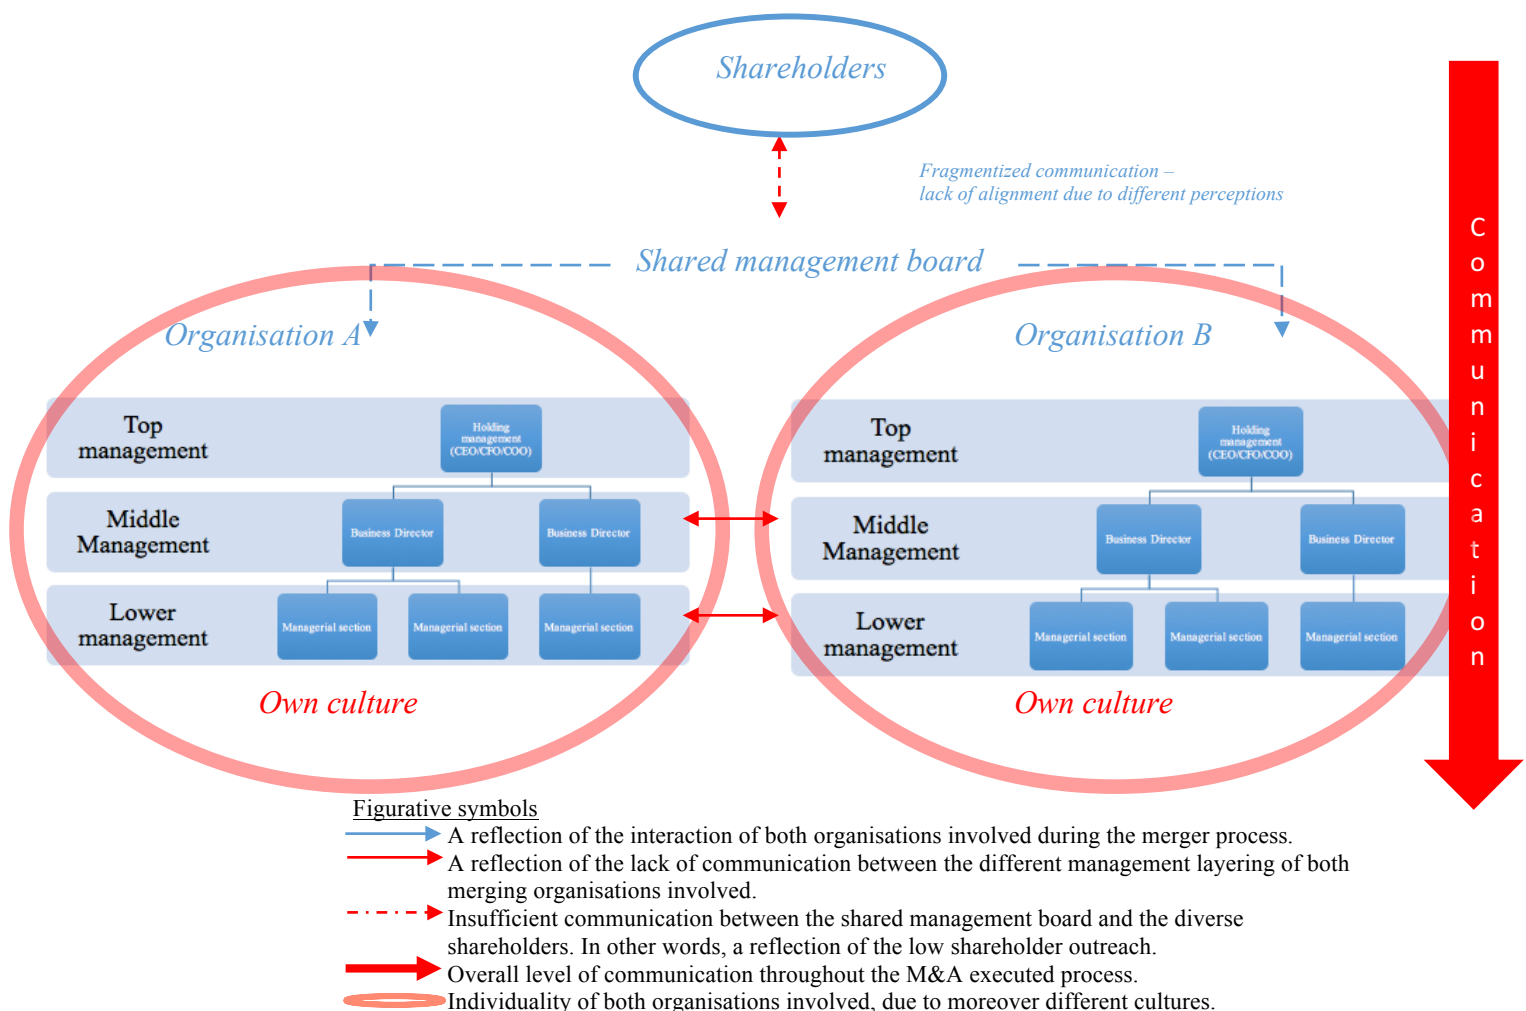 Shareholders
Fragmentized communication –
lack of alignment due to different perceptions
Shared management board
Organisation A
Organisation B
Top
management
Holding
management
(CEO/CFO/COO)
Middle
Management
Business Director
Business Director
Lower
management
Managerial section
Managerial section
Managerial section
Own culture
Top
management
Holding
management
(CEO/CFO/COO)
Middle
Management
Business Director
Business Director
Lower
management
Managerial section
Managerial section
Managerial section
Own culture
Communication
Figurative symbols
A reflection of the interaction of both organisations involved during the merger process.
A reflection of the lack of communication between the different management layering of both
merging organisations involved.
Insufficient communication between the shared management board and the diverse
shareholders. In other words, a reflection of the low shareholder outreach.
Overall level of communication throughout the M&A executed process.
Individuality of both organisations involved, due to moreover different cultures.